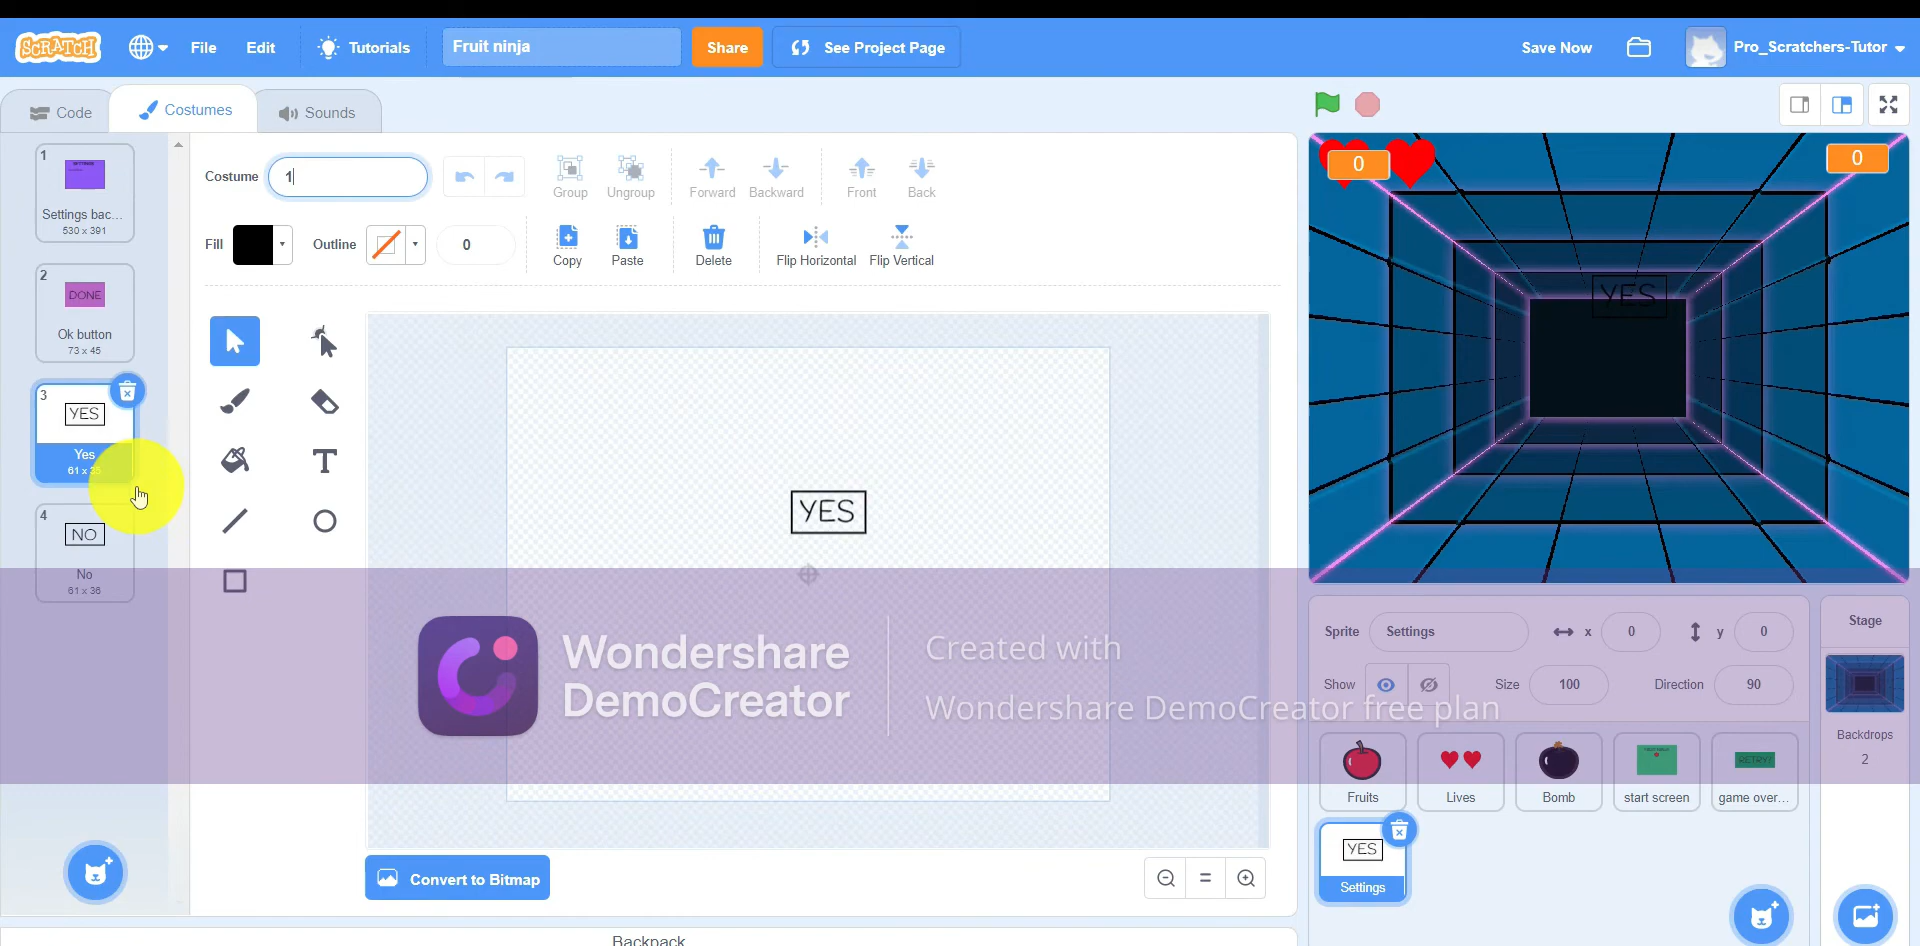 SCRATCH File Edit Tutorials Fruit ninja Share See Project Page Save Now Pro_Scratchers-Tutor
Code Costumes Sounds
1
Settings bac...
530 x 391
2
DONE
Ok button
73 x 45
3
YES
Yes
61 x
4
NO
No
61 x 36
Costume 1
Group Ungroup Forward Backward Front Back
Fill Outline 0
Copy Paste Delete Flip Horizontal Flip Vertical
YES
Convert to Bitmap
0 0
YES
Wondershare
DemoCreator
Created with
Wondershare DemoCreator free plan
Sprite Settings x 0 y 0
Show Size 100 Direction 90
RETRY!
Fruits Lives Bomb start screen game over...
YES
Settings
Stage
Backdrops
2
Backpack